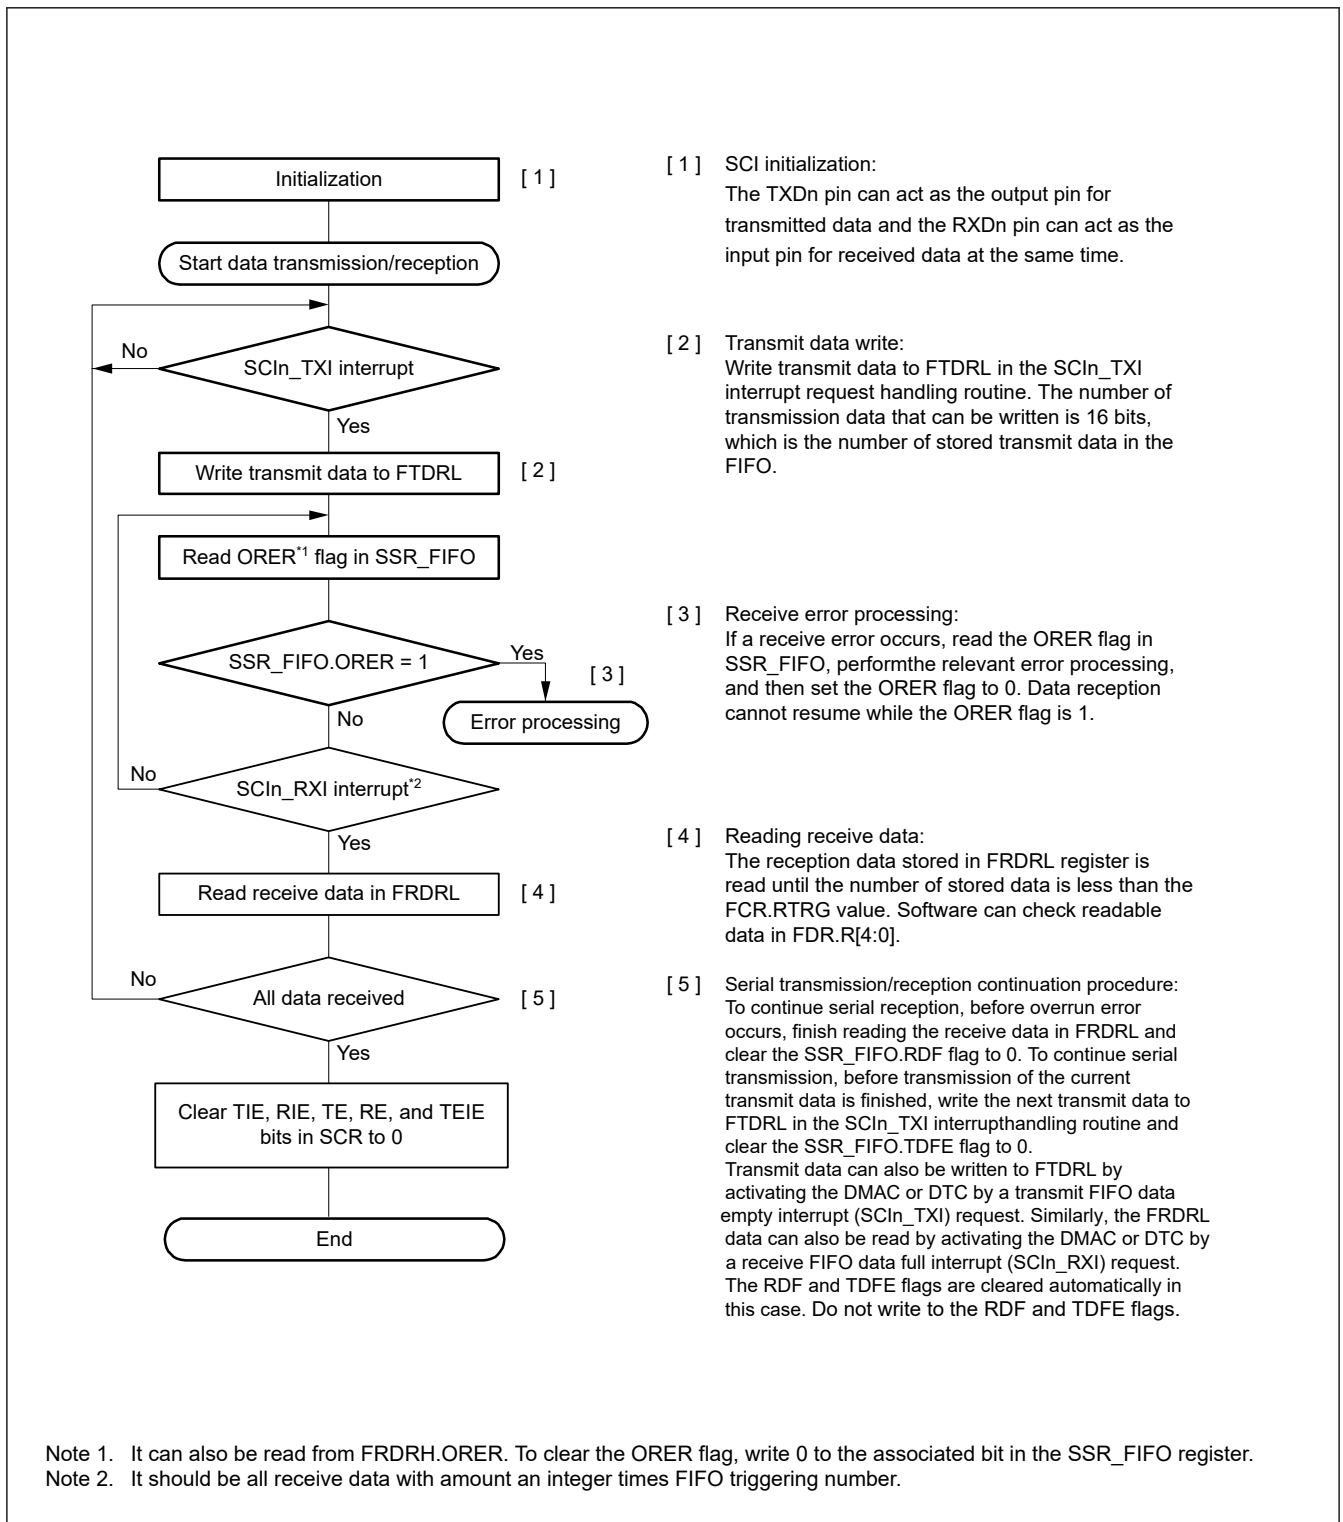 Initialization
[ 1 ]
Start data transmission/reception
No
SCIn_TXI interrupt
Yes
Write transmit data to FTDRL
[ 2 ]
Read ORER*1 flag in SSR_FIFO
SSR_FIFO.ORER = 1
Yes
[ 3 ]
Error processing
No
No
SCIn_RXI interrupt*2
Yes
Read receive data in FRDRL
[ 4 ]
No
All data received
[ 5 ]
Yes
Clear TIE, RIE, TE, RE, and TEIE
bits in SCR to 0
End
[ 1 ] SCI initialization:
The TXDn pin can act as the output pin for
transmitted data and the RXDn pin can act as the
input pin for received data at the same time.
[ 2 ] Transmit data write:
Write transmit data to FTDRL in the SCIn_TXI
interrupt request handling routine. The number of
transmission data that can be written is 16 bits,
which is the number of stored transmit data in the
FIFO.
[ 3 ] Receive error processing:
If a receive error occurs, read the ORER flag in
SSR_FIFO, performthe relevant error processing,
and then set the ORER flag to 0. Data reception
cannot resume while the ORER flag is 1.
[ 4 ] Reading receive data:
The reception data stored in FRDRL register is
read until the number of stored data is less than the
FCR.RTRG value. Software can check readable
data in FDR.R[4:0].
[ 5 ] Serial transmission/reception continuation procedure:
To continue serial reception, before overrun error
occurs, finish reading the receive data in FRDRL and
clear the SSR_FIFO.RDF flag to 0. To continue serial
transmission, before transmission of the current
transmit data is finished, write the next transmit data to
FTDRL in the SCIn_TXI interrupthandling routine and
clear the SSR_FIFO.TDFE flag to 0.
Transmit data can also be written to FTDRL by
activating the DMAC or DTC by a transmit FIFO data
empty interrupt (SCIn_TXI) request. Similarly, the FRDRL
data can also be read by activating the DMAC or DTC by
a receive FIFO data full interrupt (SCIn_RXI) request.
The RDF and TDFE flags are cleared automatically in
this case. Do not write to the RDF and TDFE flags.
Note 1. It can also be read from FRDRH.ORER. To clear the ORER flag, write 0 to the associated bit in the SSR_FIFO register.
Note 2. It should be all receive data with amount an integer times FIFO triggering number.